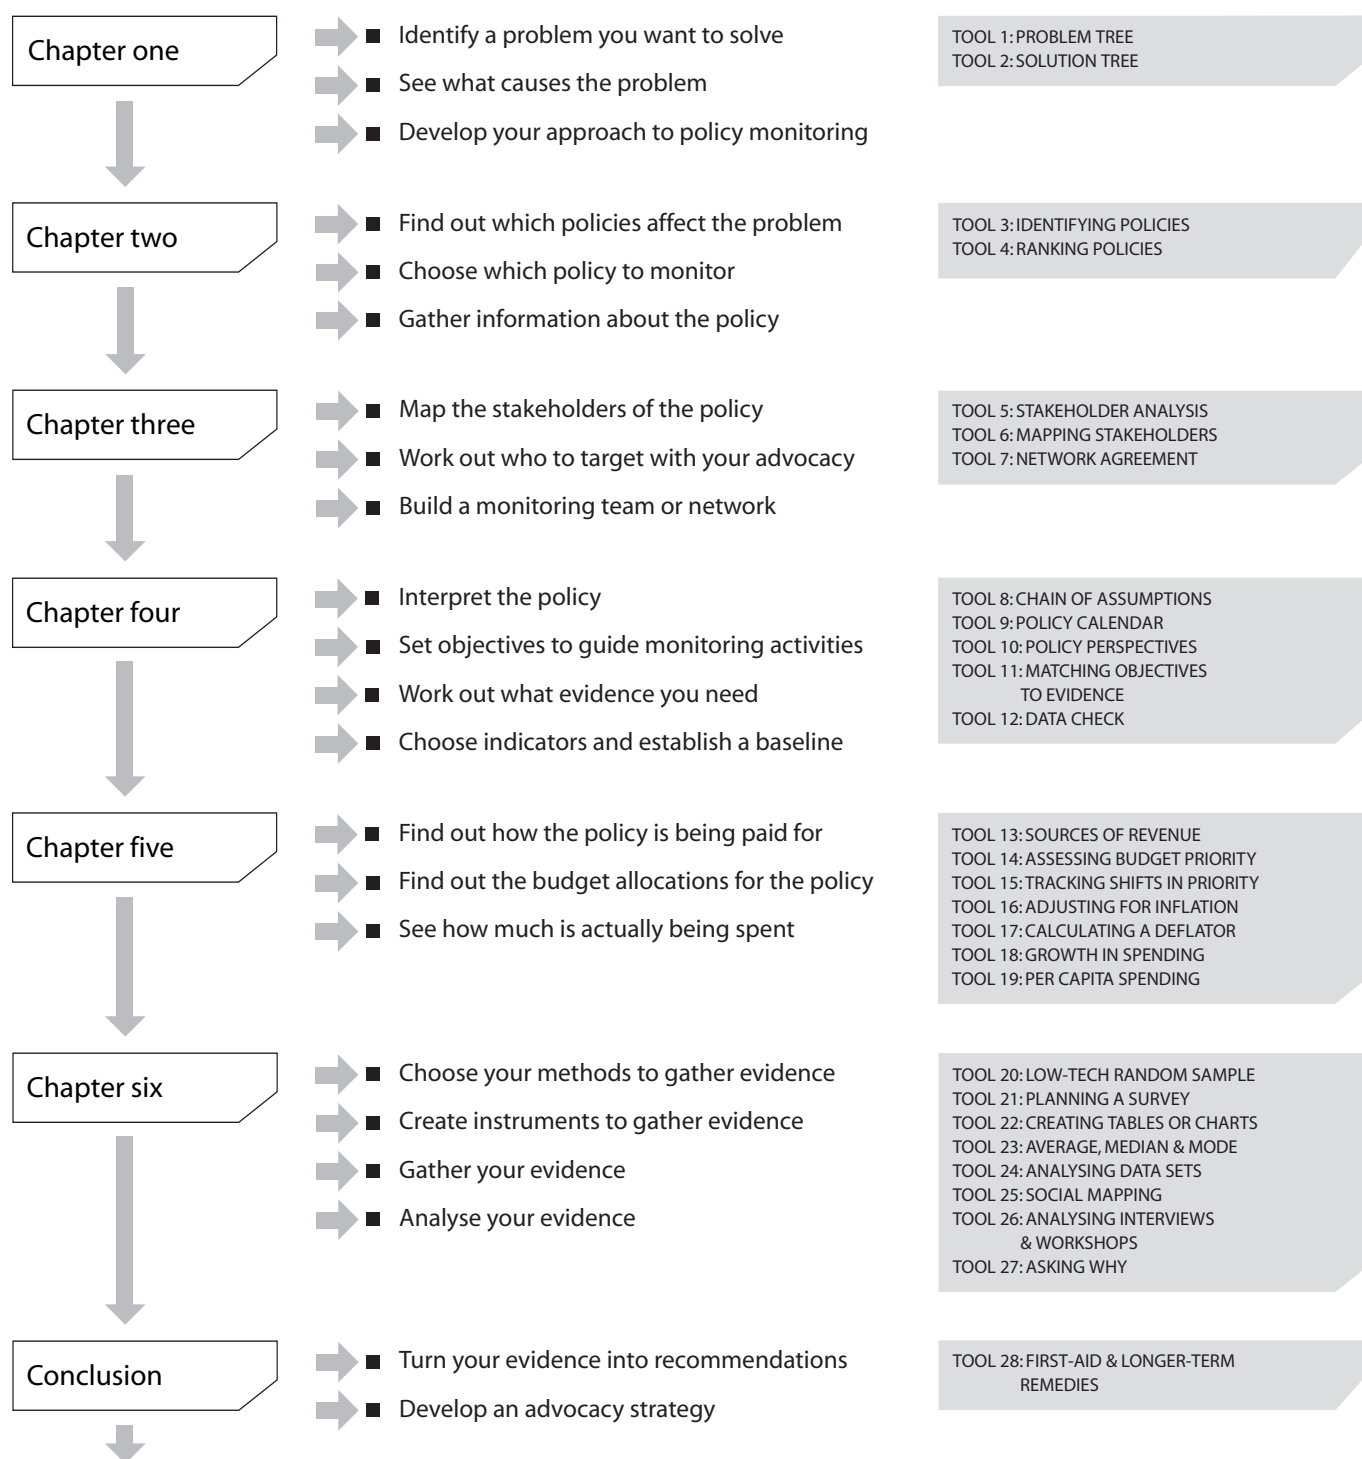 Chapter one
Identify a problem you want to solve
See what causes the problem
Develop your approach to policy monitoring
TOOL 1: PROBLEM TREE
TOOL 2: SOLUTION TREE
Chapter two
Find out which policies affect the problem
Choose which policy to monitor
Gather information about the policy
TOOL 3: IDENTIFYING POLICIES
TOOL 4: RANKING POLICIES
Chapter three
Map the stakeholders of the policy
Work out who to target with your advocacy
Build a monitoring team or network
TOOL 5: STAKEHOLDER ANALYSIS
TOOL 6: MAPPING STAKEHOLDERS
TOOL 7: NETWORK AGREEMENT
Chapter four
Interpret the policy
Set objectives to guide monitoring activities
Work out what evidence you need
Choose indicators and establish a baseline
TOOL 8: CHAIN OF ASSUMPTIONS
TOOL 9: POLICY CALENDAR
TOOL 10: POLICY PERSPECTIVES
TOOL 11: MATCHING OBJECTIVES
TO EVIDENCE
TOOL 12: DATA CHECK
Chapter five
Find out how the policy is being paid for
Find out the budget allocations for the policy
See how much is actually being spent
TOOL 13: SOURCES OF REVENUE
TOOL 14: ASSESSING BUDGET PRIORITY
TOOL 15: TRACKING SHIFTS IN PRIORITY
TOOL 16: ADJUSTING FOR INFLATION
TOOL 17: CALCULATING A DEFLATOR
TOOL 18: GROWTH IN SPENDING
TOOL 19: PER CAPITA SPENDING
Chapter six
Choose your methods to gather evidence
Create instruments to gather evidence
Gather your evidence
Analyse your evidence
TOOL 20: LOW-TECH RANDOM SAMPLE
TOOL 21: PLANNING A SURVEY
TOOL 22: CREATING TABLES OR CHARTS
TOOL 23: AVERAGE, MEDIAN & MODE
TOOL 24: ANALYSING DATA SETS
TOOL 25: SOCIAL MAPPING
TOOL 26: ANALYSING INTERVIEWS
& WORKSHOPS
TOOL 27: ASKING WHY
Conclusion
Turn your evidence into recommendations
Develop an advocacy strategy
TOOL 28: FIRST-AID & LONGER-TERM
REMEDIES